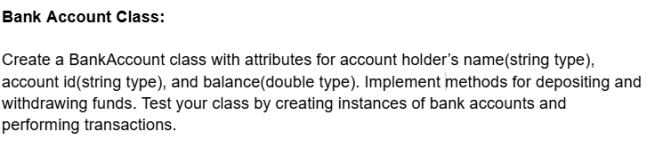 Bank Account Class:
Create a BankAccount class with attributes for account holder's name(string type),
account id(string type), and balance(double type). Implement methods for depositing and
withdrawing funds. Test your class by creating instances of bank accounts and
performing transactions.